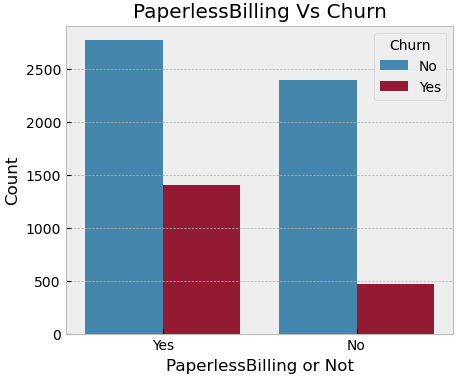 PaperlessBilling Vs Churn
Churn
No
Yes
2500
2000
1500
1000
500
0
Count
Yes
No
PaperlessBilling or Not